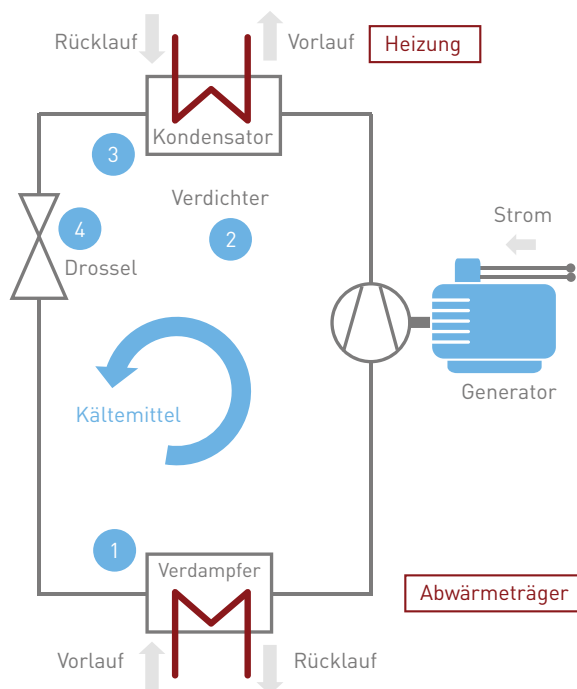 Rücklauf
Vorlauf
Heizung
Kondensator
3
Verdichter
4
2
Strom
Drossel
Generator
Kältemittel
1
Verdampfer
Abwärmeträger
Vorlauf
Rücklauf